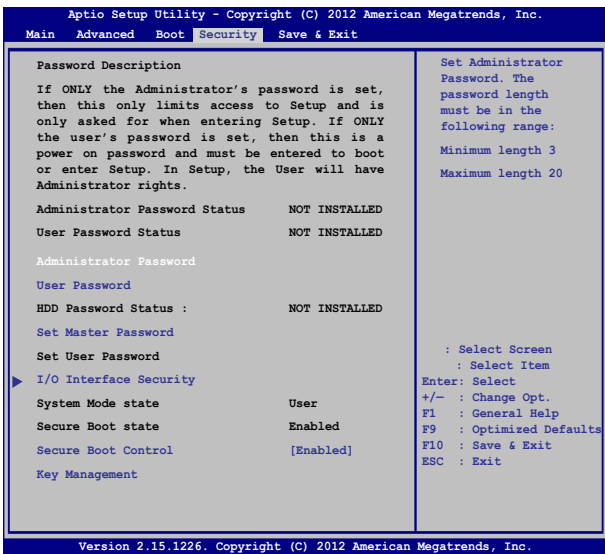 Aptio Setup Utility - Copyright (C) 2012 American Megatrends, Inc.
Main Advanced Boot Security Save & Exit
Password Description
If ONLY the Administrator's password is set,
then this only limits access to Setup and is
only asked for when entering Setup. If ONLY
the user's password is set, then this is a
power on password and must be entered to boot
or enter Setup. In Setup, the User will have
Administrator rights.
Administrator Password Status NOT INSTALLED
User Password Status NOT INSTALLED
Administrator Password
User Password
HDD Password Status : NOT INSTALLED
Set Master Password
Set User Password
I/O Interface Security
System Mode state User
Secure Boot state Enabled
Secure Boot Control [Enabled]
Key Management
Set Administrator
Password. The
password length
must be in the
following range:
Minimum length 3
Maximum length 20
: Select Screen
: Select Item
Enter: Select
+/— : Change Opt.
F1 : General Help
F9 : Optimized Defaults
F10 : Save & Exit
ESC : Exit
Version 2.15.1226. Copyright (C) 2012 American Megatrends, Inc.